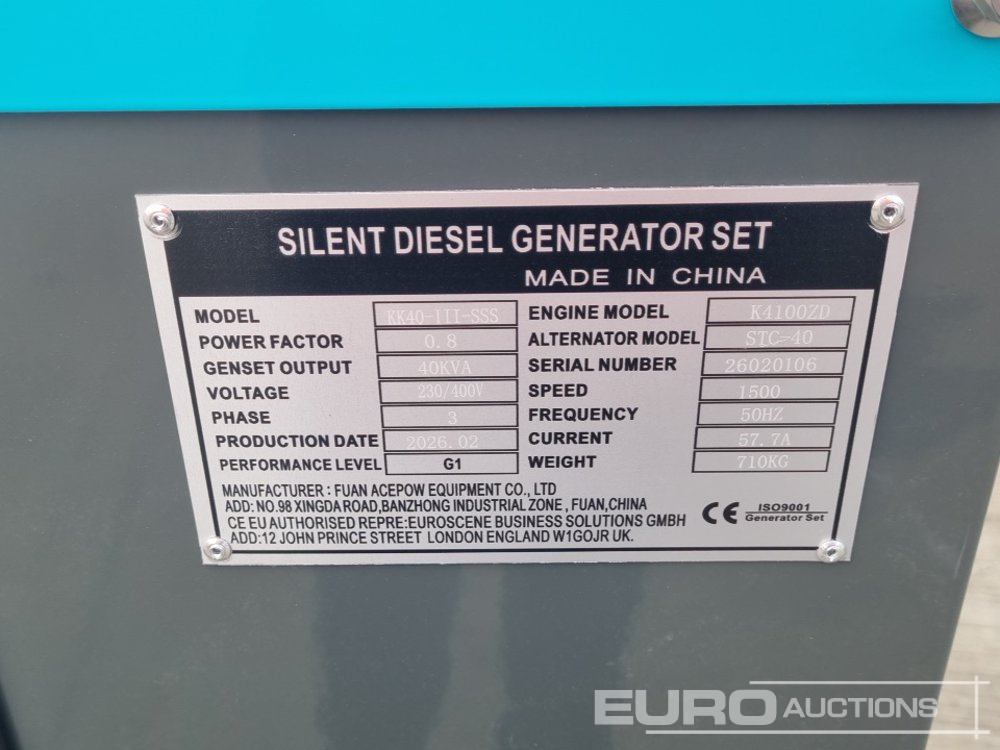 SILENT DIESEL GENERATOR SET
MADE IN CHINA
MODEL KK40-III-SSS
POWER FACTOR 0.8
GENSET OUTPUT 40KVA
VOLTAGE 230/400V
PHASE 3
PRODUCTION DATE 2026.02
PERFORMANCE LEVEL G1
ENGINE MODEL K4100ZD
ALTERNATOR MODEL STC-40
SERIAL NUMBER 26020106
SPEED 1500
FREQUENCY 50HZ
CURRENT 57.7A
WEIGHT 710KG
MANUFACTURER : FUAN ACEPOW EQUIPMENT CO., LTD
ADD: NO.98 XINGDA ROAD,BANZHONG INDUSTRIAL ZONE , FUAN,CHINA
CE EU AUTHORISED REPRE:EUROSCENE BUSINESS SOLUTIONS GMBH
ADD:12 JOHN PRINCE STREET LONDON ENGLAND W1GOJR UK.
CE
ISO9001
Generator Set
EURO AUCTIONS